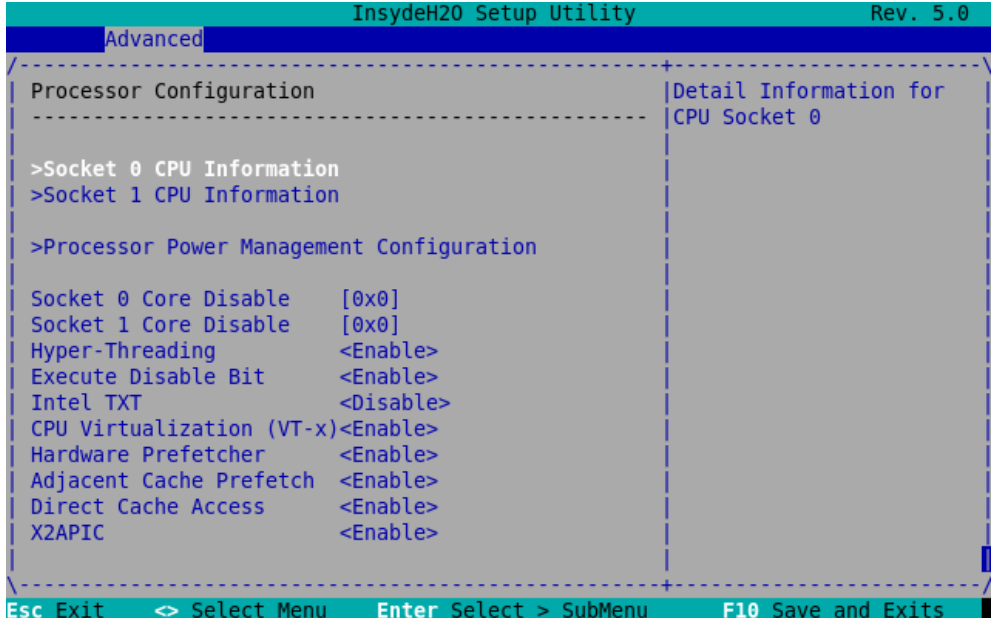 InsydeH2O Setup Utility Rev. 5.0
Advanced
Processor Configuration
Detail Information for
CPU Socket 0
>Socket 0 CPU Information
>Socket 1 CPU Information
>Processor Power Management Configuration
Socket 0 Core Disable [0x0]
Socket 1 Core Disable [0x0]
Hyper-Threading <Enable>
Execute Disable Bit <Enable>
Intel TXT <Disable>
CPU Virtualization (VT-x)<Enable>
Hardware Prefetcher <Enable>
Adjacent Cache Prefetch <Enable>
Direct Cache Access <Enable>
X2APIC <Enable>
Esc Exit <> Select Menu Enter Select > SubMenu F10 Save and Exits